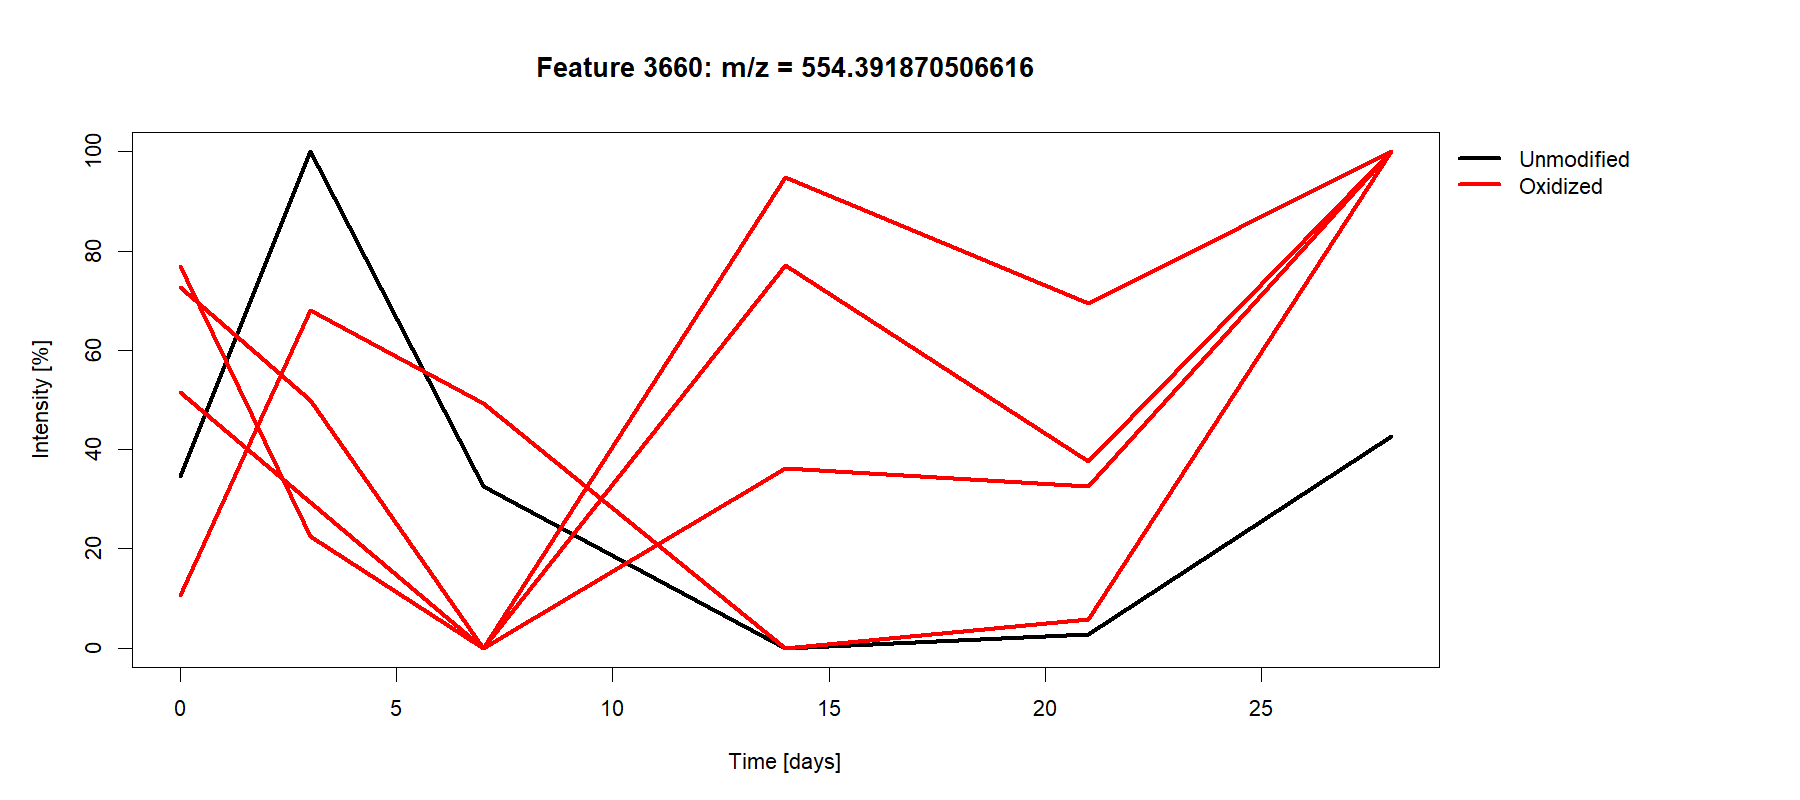 Feature 3660: m/z = 554.391870506616
Unmodified
Oxidized
Intensity [%]
100
80
60
40
20
0
0 5 10 15 20 25
Time [days]